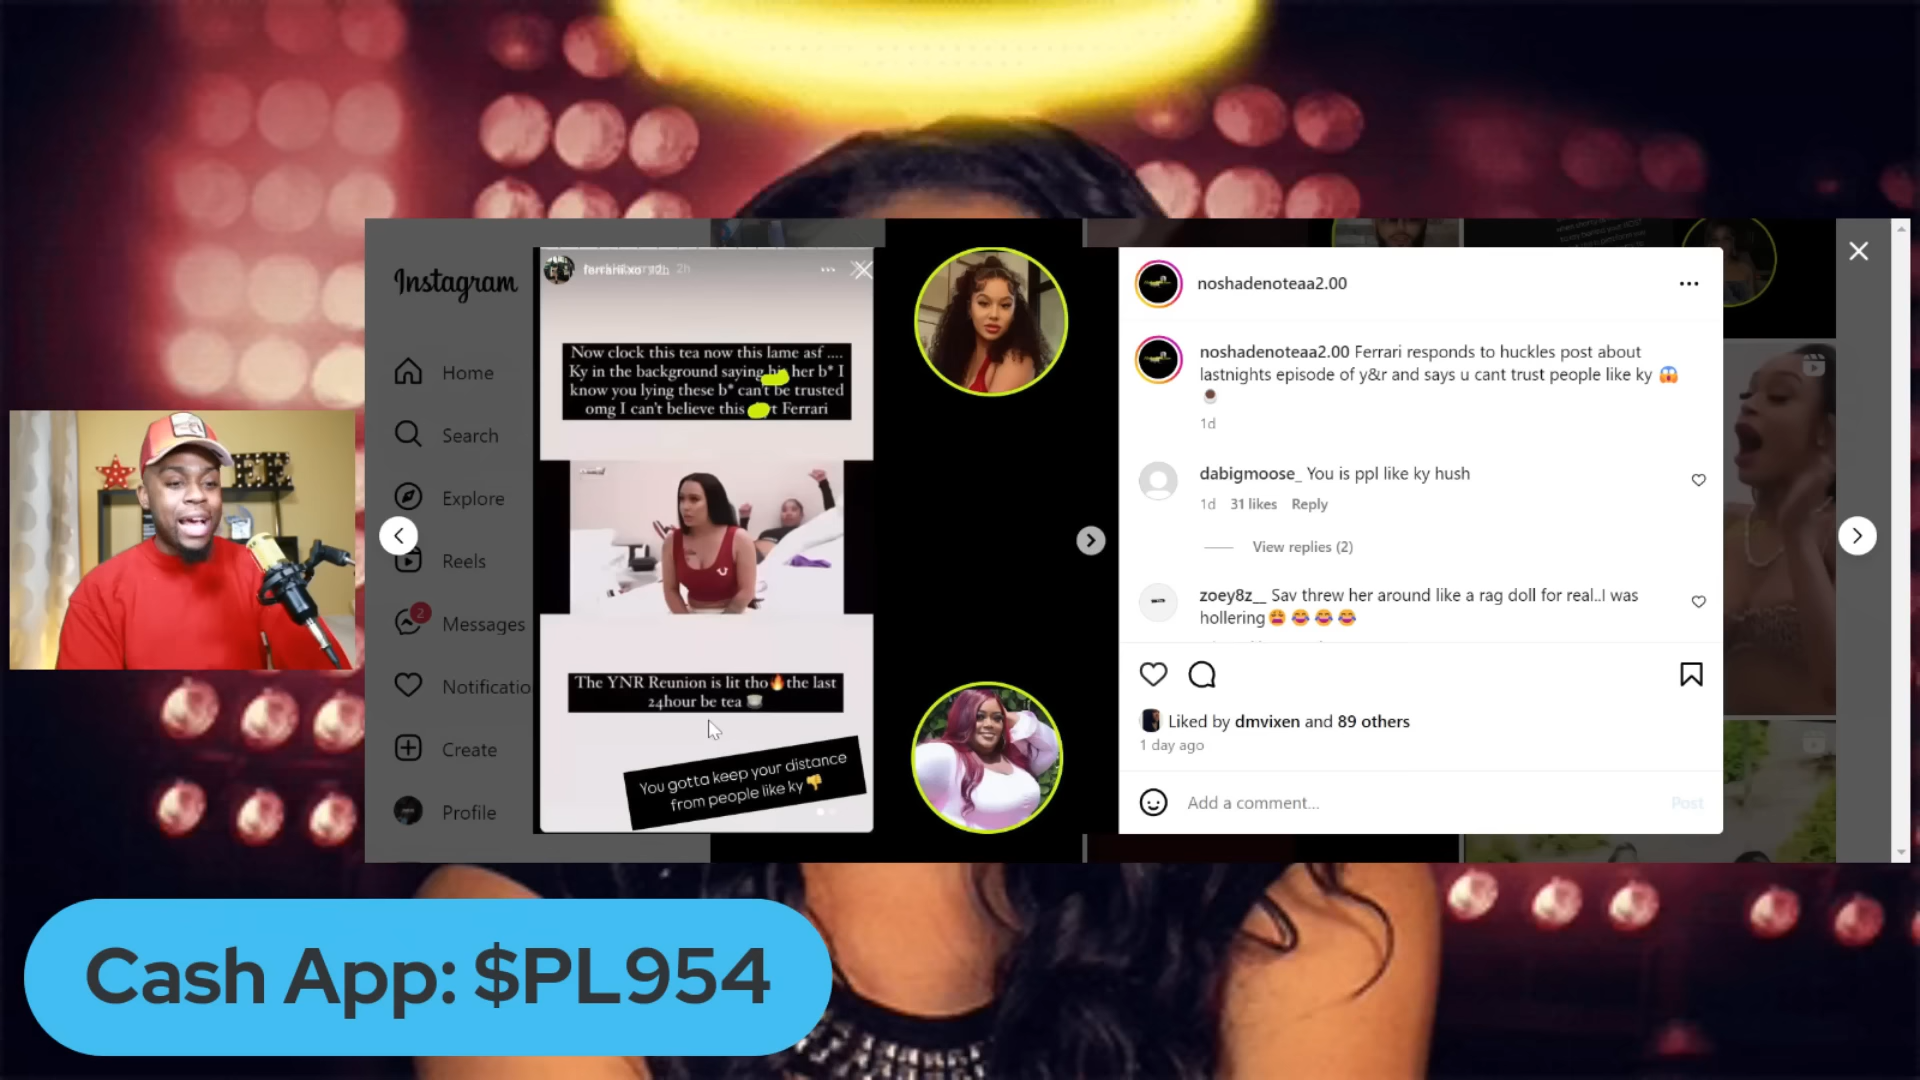 Instagram
Home
Search
Explore
Reels
2
Messages
Notificatio
Create
Profile
2h
Now clock this tea now this lame asf ....
Ky in the background saying her b* I
know you lying these b* can't be trusted
omg I can't believe this Ferrari
The YNR Reunion is lit tho🔥the last
24hour be tea 🍵
You gotta keep your distance
from people like ky👎
noshadenoteaa2.00
noshadenoteaa2.00 Ferrari responds to huckles post about
lastnights episode of y&r and says u cant trust people like ky 😱
☕
1d
dabigmoose_ You is ppl like ky hush
1d 31 likes Reply
View replies (2)
zoey8z__ Sav threw her around like a rag doll for real..I was
hollering😩 😂 😂 😂
Liked by dmvixen and 89 others
1 day ago
Add a comment...
Post
Cash App: $PL954